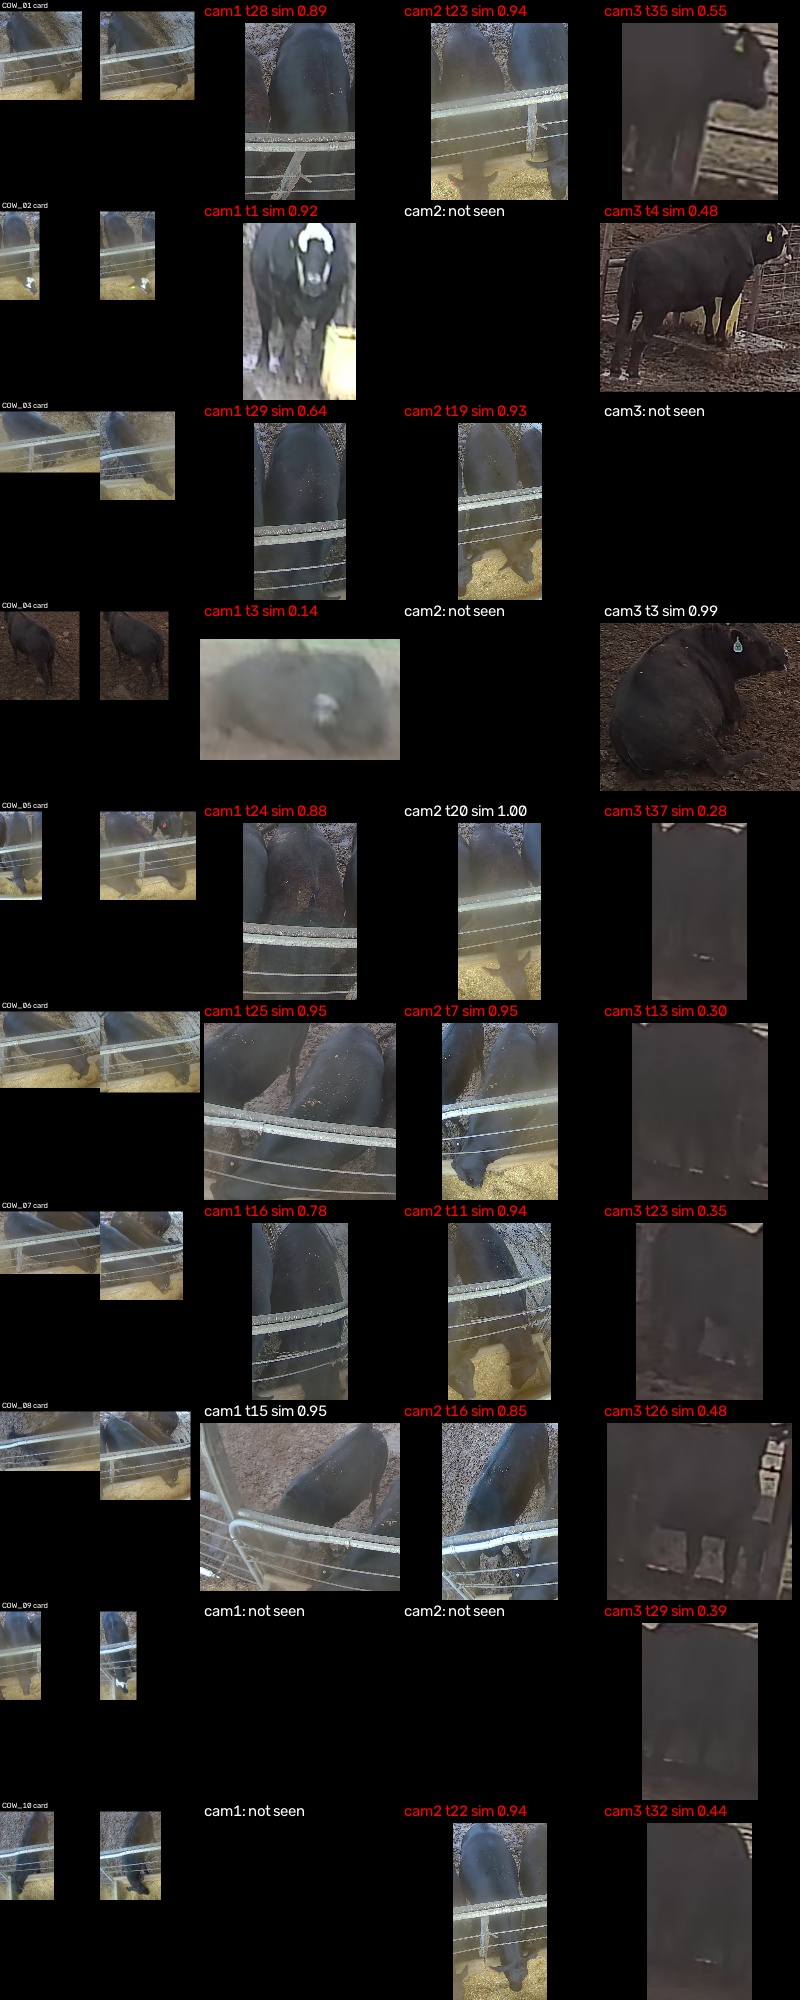 COW_01 card
cam1 t28 sim 0.89
cam2 t23 sim 0.94
cam3 t35 sim 0.55
COW_02 card
cam1 t1 sim 0.92
cam2: not seen
cam3 t4 sim 0.48
COW_03 card
cam1 t29 sim 0.64
cam2 t19 sim 0.93
cam3: not seen
COW_04 card
cam1 t3 sim 0.14
cam2: not seen
cam3 t3 sim 0.99
COW_05 card
cam1 t24 sim 0.88
cam2 t20 sim 1.00
cam3 t37 sim 0.28
COW_06 card
cam1 t25 sim 0.95
cam2 t7 sim 0.95
cam3 t13 sim 0.30
COW_07 card
cam1 t16 sim 0.78
cam2 t11 sim 0.94
cam3 t23 sim 0.35
COW_08 card
cam1 t15 sim 0.95
cam2 t16 sim 0.85
cam3 t26 sim 0.48
COW_09 card
cam1: not seen
cam2: not seen
cam3 t29 sim 0.39
COW_10 card
cam1: not seen
cam2 t22 sim 0.94
cam3 t32 sim 0.44